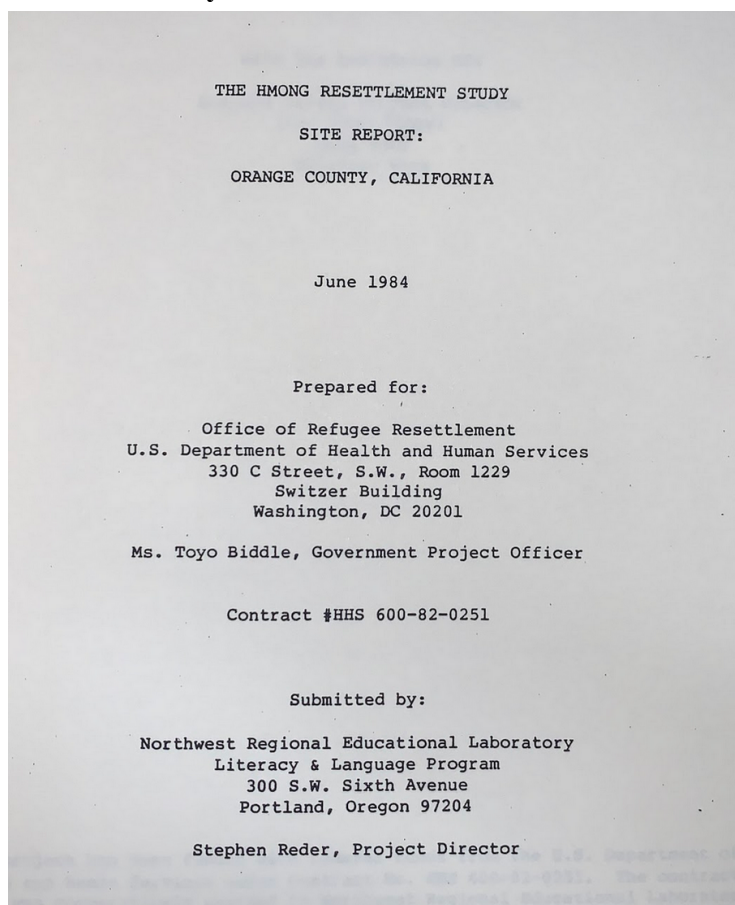 THE HMONG RESETTLEMENT STUDY
SITE REPORT:
ORANGE COUNTY, CALIFORNIA
June 1984
Prepared for:
Office of Refugee Resettlement
U.S. Department of Health and Human Services
330 C Street, S.W., Room 1229
Switzer Building
Washington, DC 20201
Ms. Toyo Biddle, Government Project Officer
Contract #HHS 600-82-0251
Submitted by:
Northwest Regional Educational Laboratory
Literacy & Language Program
300 S.W. Sixth Avenue
Portland, Oregon 97204
Stephen Reder, Project Director